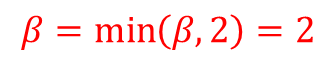 β = min(β, 2) = 2